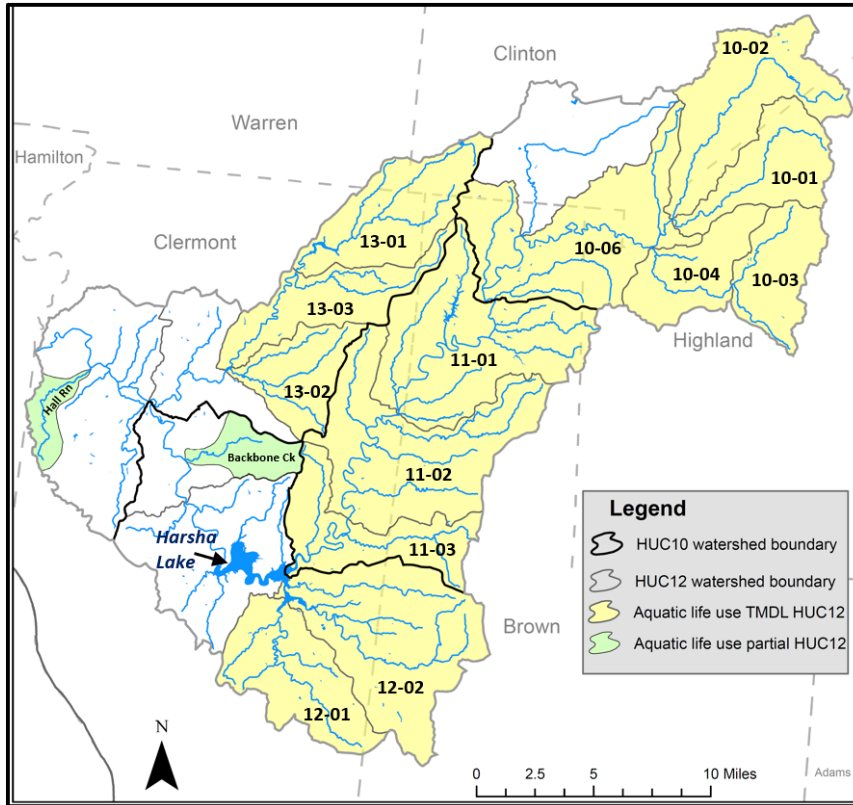 10-02
Clinton
Warren
Hamilton
10-01
13-01
Clermont
10-06
10-04
10-03
13-03
Highland
11-01
13-02
Hall Rn
Backbone Ck
11-02
Legend
HUC10 watershed boundary
HUC12 watershed boundary
Aquatic life use TMDL HUC12
Aquatic life use partial HUC12
Harsha
Lake
11-03
Brown
12-02
12-01
N
0 2.5 5 10 Miles
Adams